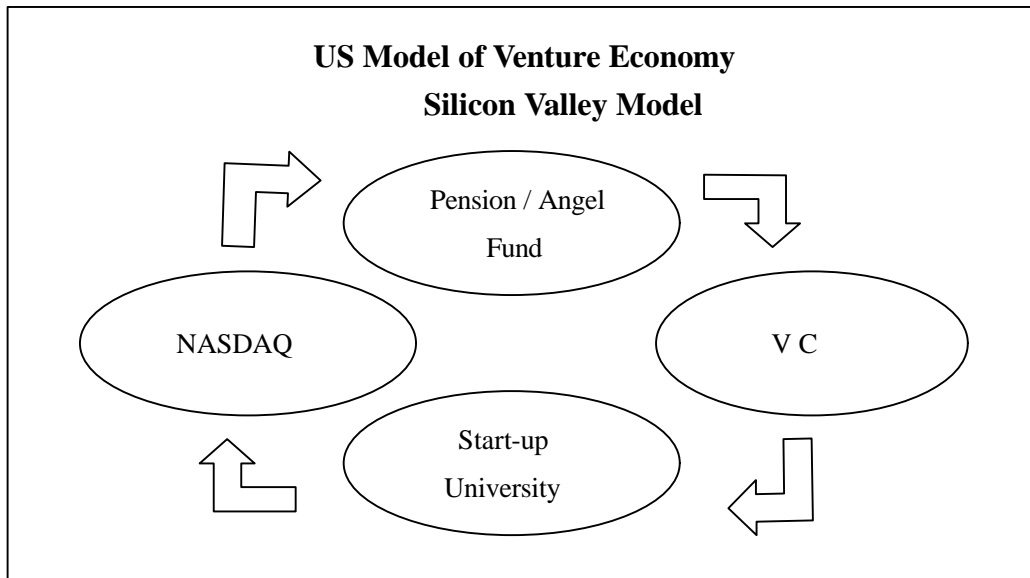 US Model of Venture Economy
Silicon Valley Model
Pension / Angel
Fund
NASDAQ
V C
Start-up
University